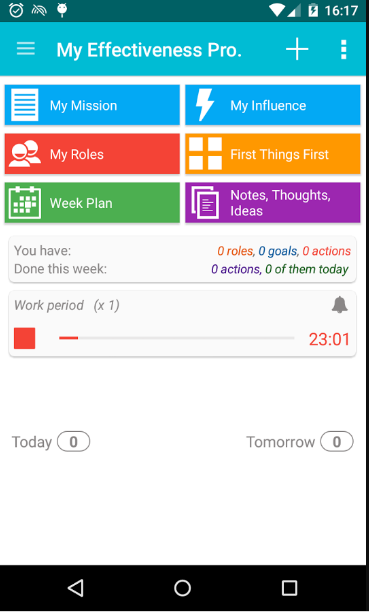 16:17
My Effectiveness Pro.
My Mission
My Influence
My Roles
First Things First
Week Plan
Notes, Thoughts,
Ideas
You have: 0 roles, 0 goals, 0 actions
Done this week: 0 actions, 0 of them today
Work period (x 1)
23:01
Today 0
Tomorrow 0